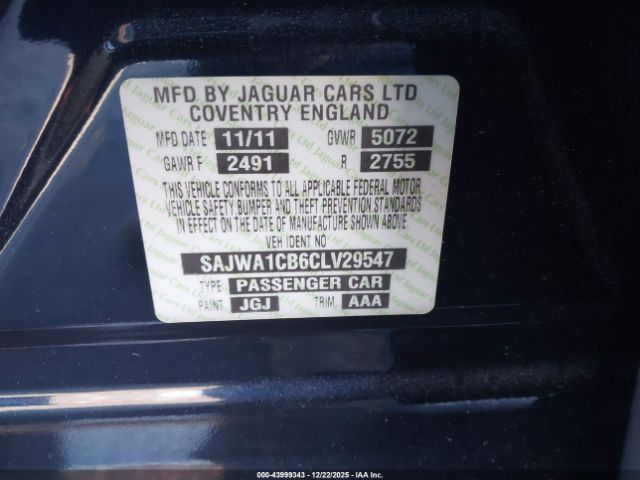 MFD BY JAGUAR CARS LTD
COVENTRY ENGLAND
MFD DATE 11/11 GVWR 5072
GAWR F 2491 R 2755
THIS VEHICLE CONFORMS TO ALL APPLICABLE FEDERAL MOTOR
VEHICLE SAFETY BUMPER AND THEFT PREVENTION STANDARDS
IN EFFECT ON THE DATE OF MANUFACTURE SHOWN ABOVE
VEH IDENT NO
SAJWA1CB6CLV29547
TYPE PASSENGER CAR
PAINT JGJ TRIM AAA
000-43999343 - 12/22/2025 - IAA Inc.